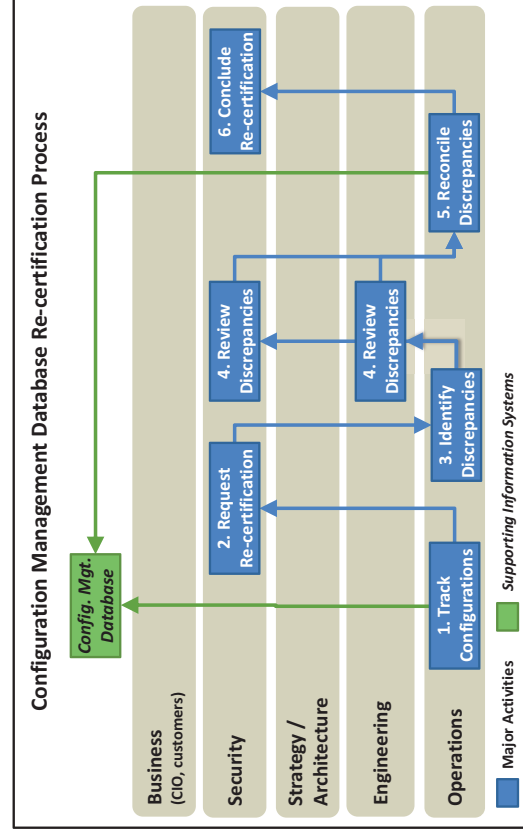 Configuration Management Database Re-certification Process
Config. Mgt.
Database
Business
(CIO, customers)
Security
2. Request
Re-certification
4. Review
Discrepancies
6. Conclude
Re-certification
Strategy /
Architecture
Engineering
4. Review
Discrepancies
Operations
1. Track
Configurations
3. Identify
Discrepancies
5. Reconcile
Discrepancies
Major Activities
Supporting Information Systems